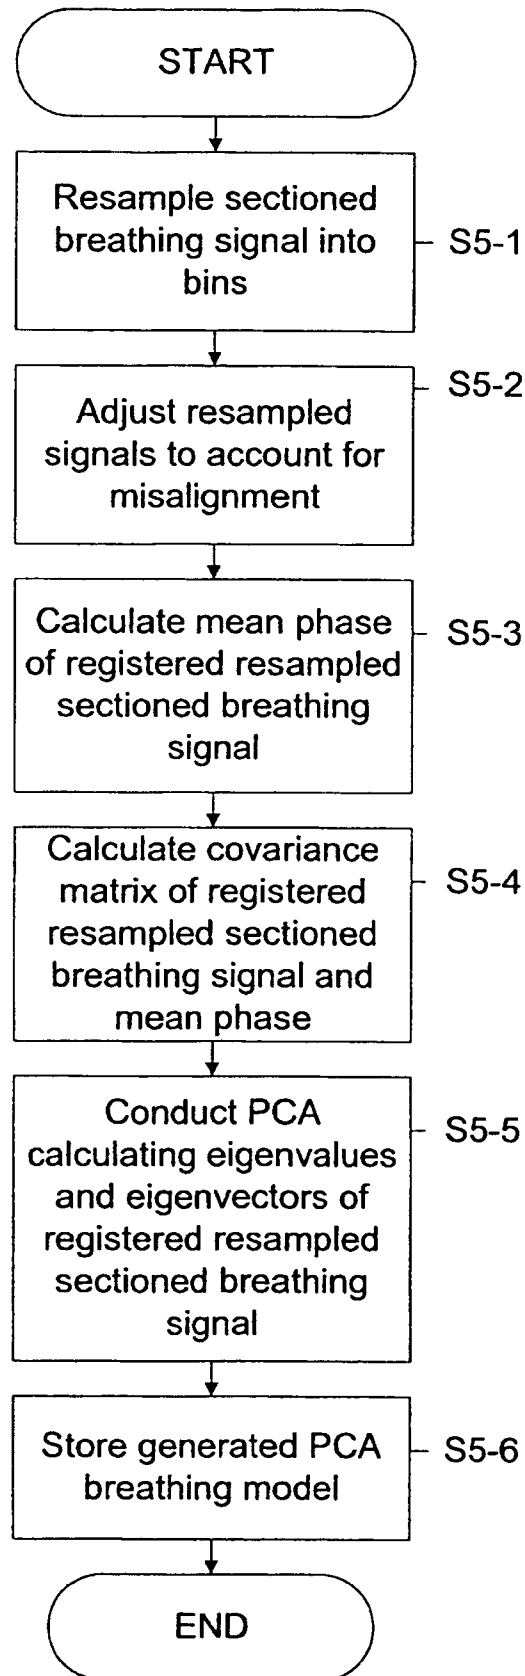 START
Resample sectioned
breathing signal into
bins
S5-1
Adjust resampled
signals to account for
misalignment
S5-2
Calculate mean phase
of registered resampled
sectioned breathing
signal
S5-3
Calculate covariance
matrix of registered
resampled sectioned
breathing signal and
mean phase
S5-4
Conduct PCA
calculating eigenvalues
and eigenvectors of
registered resampled
sectioned breathing
signal
S5-5
Store generated PCA
breathing model
S5-6
END